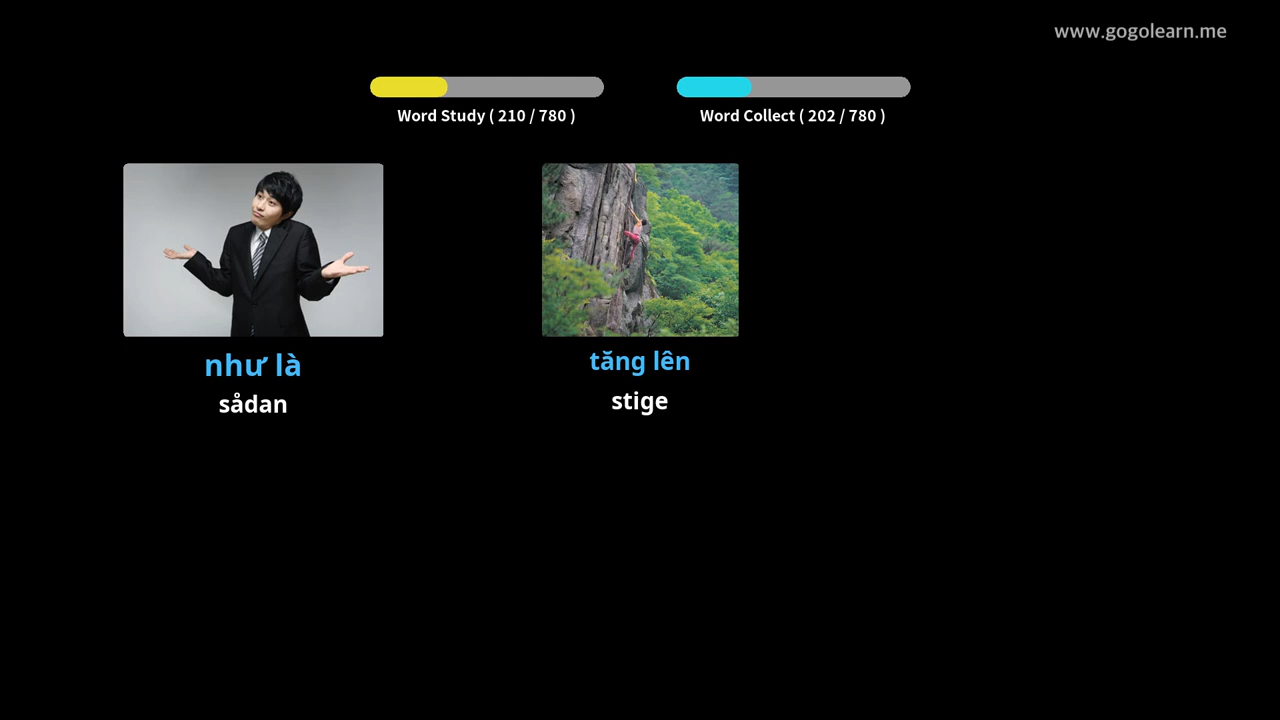 www.gogolearn.me
Word Study ( 210 / 780 )
Word Collect ( 202 / 780 )
như là
sådan
tăng lên
stige